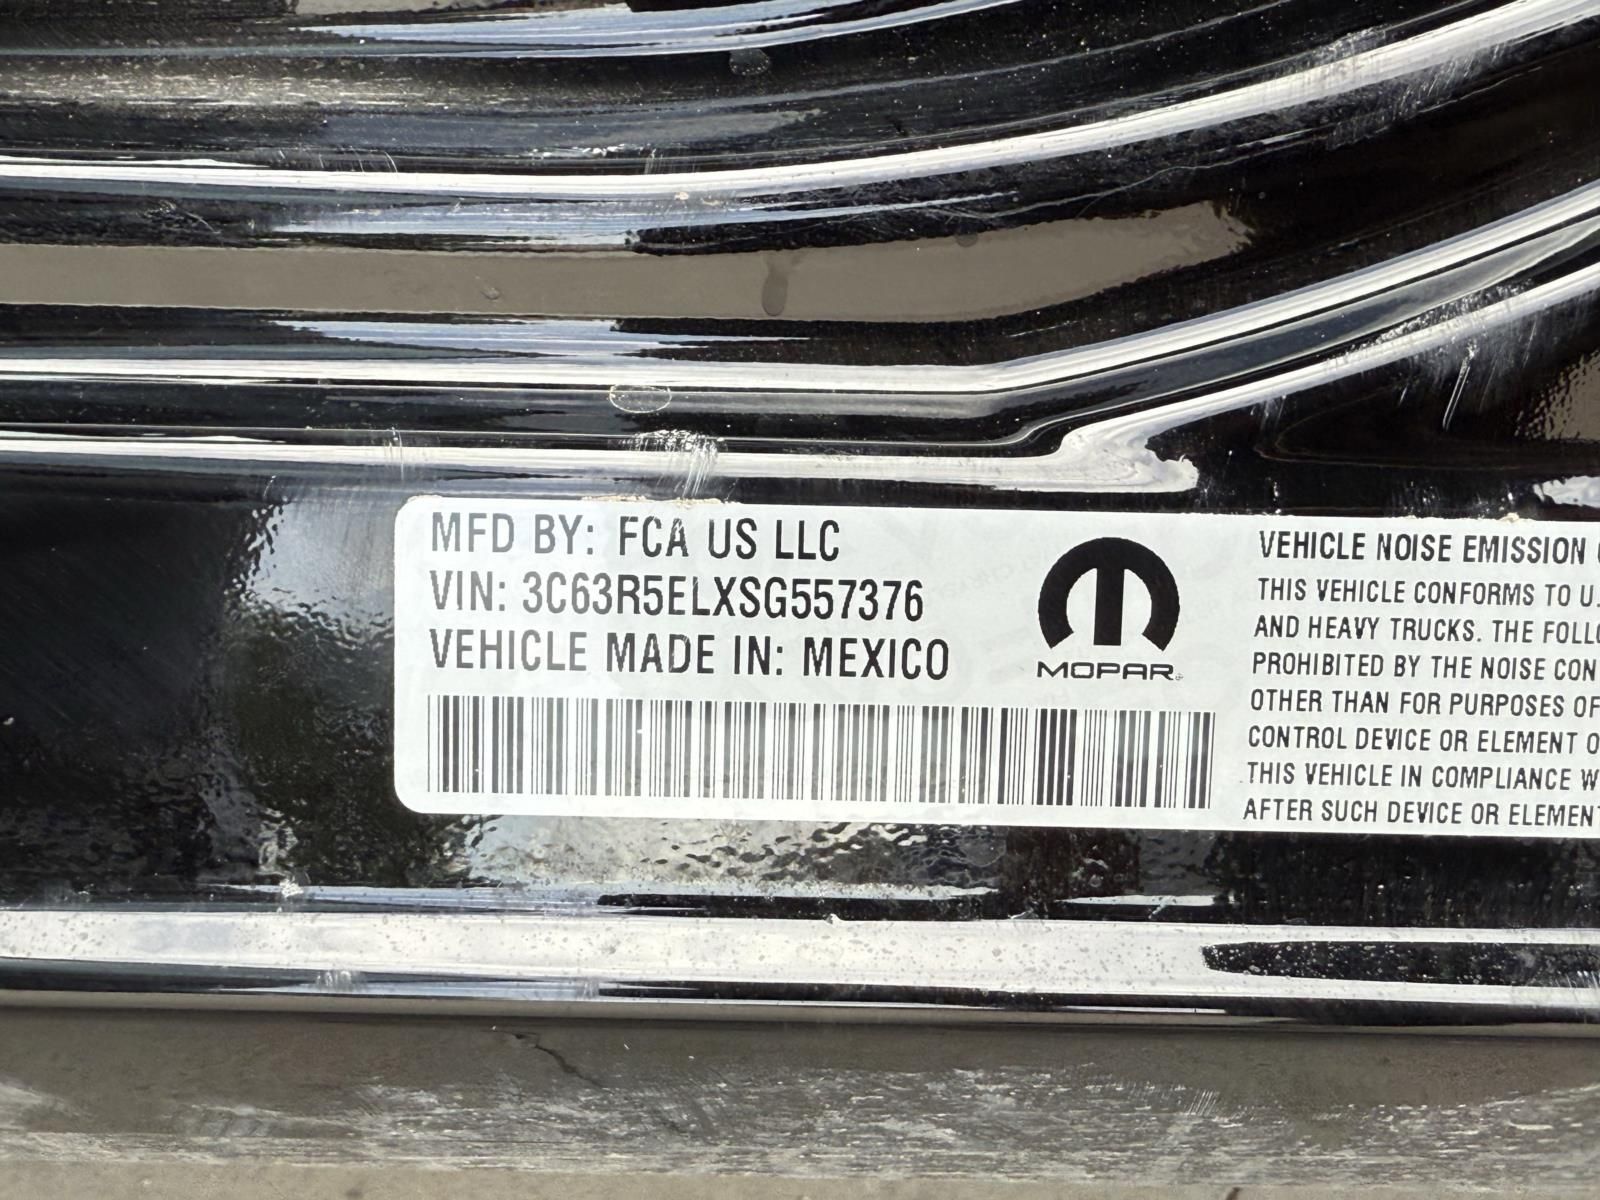 MFD BY: FCA US LLC
VIN: 3C63R5ELXSG557376
VEHICLE MADE IN: MEXICO
MOPAR
VEHICLE NOISE EMISSION
THIS VEHICLE CONFORMS TO U.
AND HEAVY TRUCKS. THE
PROHIBITED BY THE NOISE
OTHER THAN FOR PURPOSES OF
CONTROL DEVICE OR ELEMENT
THIS VEHICLE IN COMPLIANCE
AFTER SUCH DEVICE OR ELEMENT